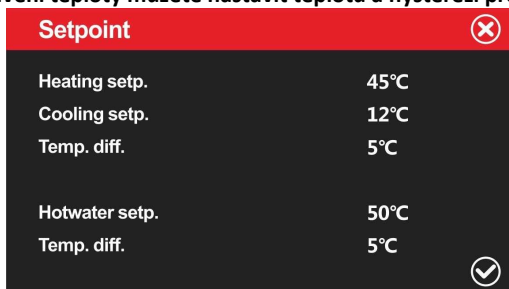 Setpoint
Heating setp. 45℃
Cooling setp. 12℃
Temp. diff. 5℃
Hotwater setp. 50℃
Temp. diff. 5℃